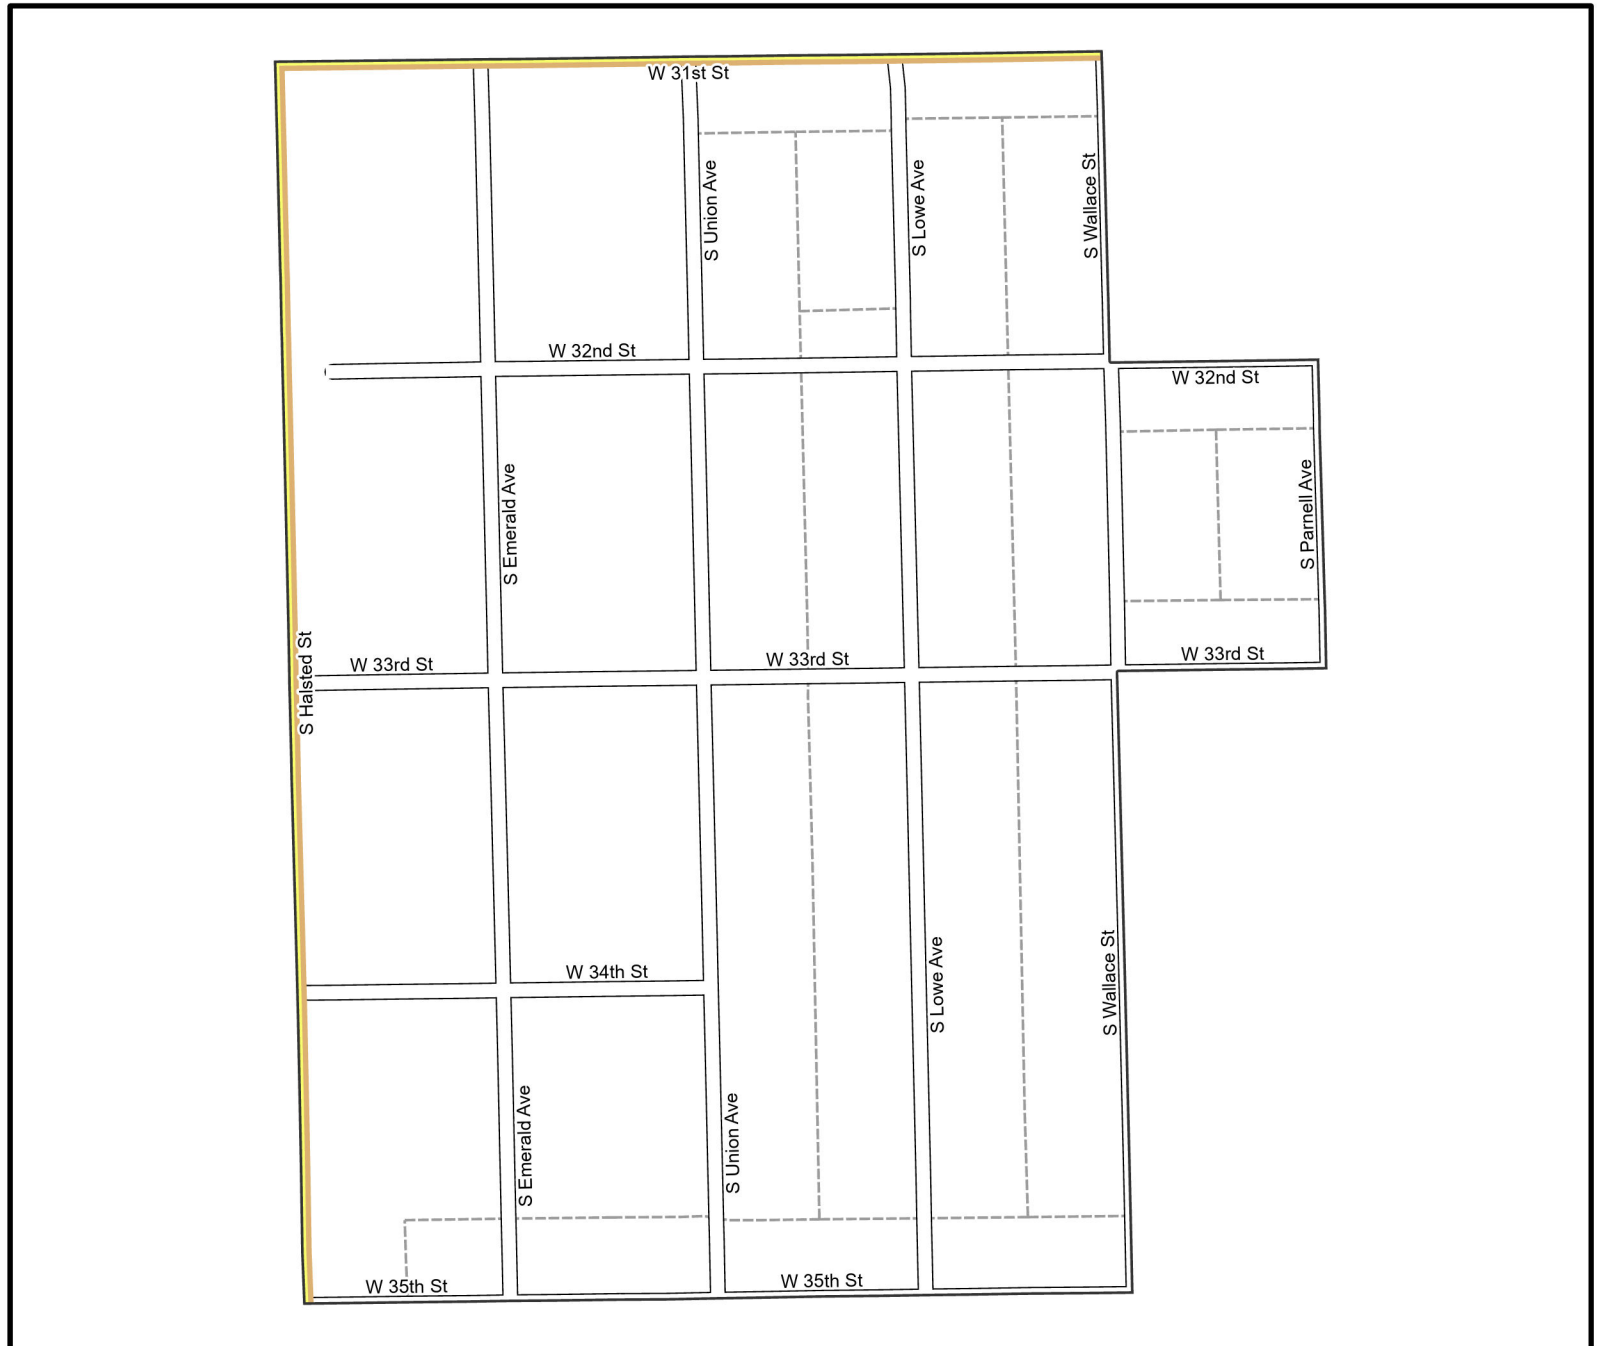 W 31st St
S Union Ave
S Lowe Ave
S Wallace St
W 32nd St
W 32nd St
S Emerald Ave
S Parnell Ave
S Halsted St
W 33rd St
W 33rd St
W 33rd St
W 34th St
S Lowe Ave
S Wallace St
S Emerald Ave
S Union Ave
W 35th St
W 35th St